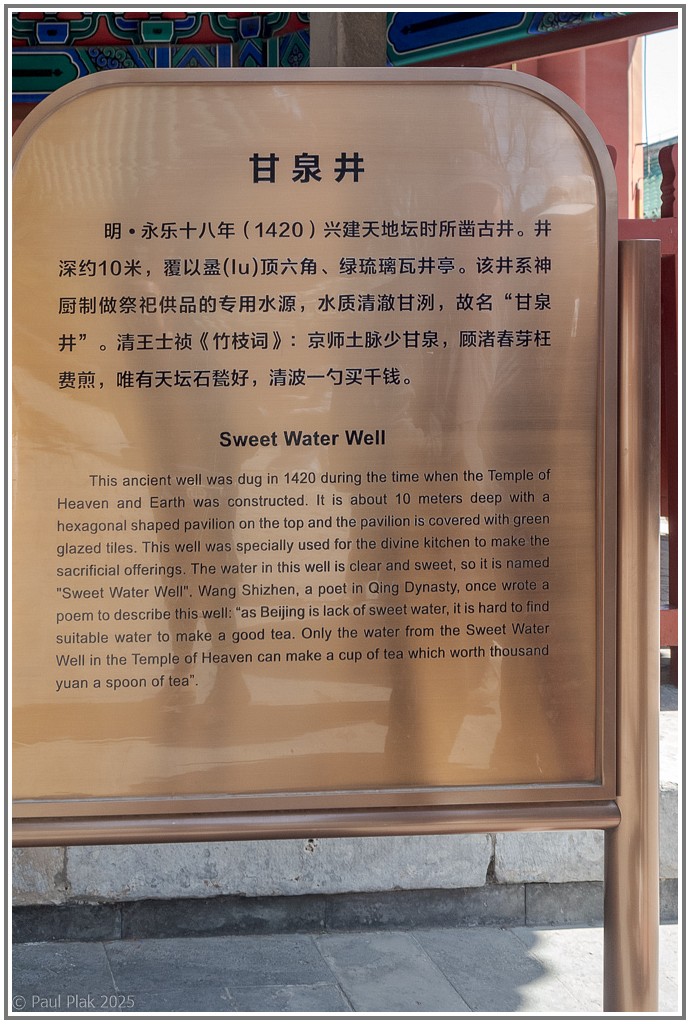 甘泉井
明·永乐十八年（1420）兴建天地坛时所凿古井。井
深约10米，覆以盝(lu)顶六角、绿琉璃瓦井亭。该井系神
厨制做祭祀供品的专用水源，水质清澈甘洌，故名“甘泉
井”。清王士祯《竹枝词》：京师土脉少甘泉，顾渚春芽枉
费煎，唯有天坛石甃好，清波一勺买千钱。
Sweet Water Well
This ancient well was dug in 1420 during the time when the Temple of
Heaven and Earth was constructed. It is about 10 meters deep with a
hexagonal shaped pavilion on the top and the pavilion is covered with green
glazed tiles. This well was specially used for the divine kitchen to make the
sacrificial offerings. The water in this well is clear and sweet, so it is named
"Sweet Water Well". Wang Shizhen, a poet in Qing Dynasty, once wrote a
poem to describe this well: “as Beijing is lack of sweet water, it is hard to find
suitable water to make a good tea. Only the water from the Sweet Water
Well in the Temple of Heaven can make a cup of tea which worth thousand
yuan a spoon of tea”.
© Paul Plak 2025